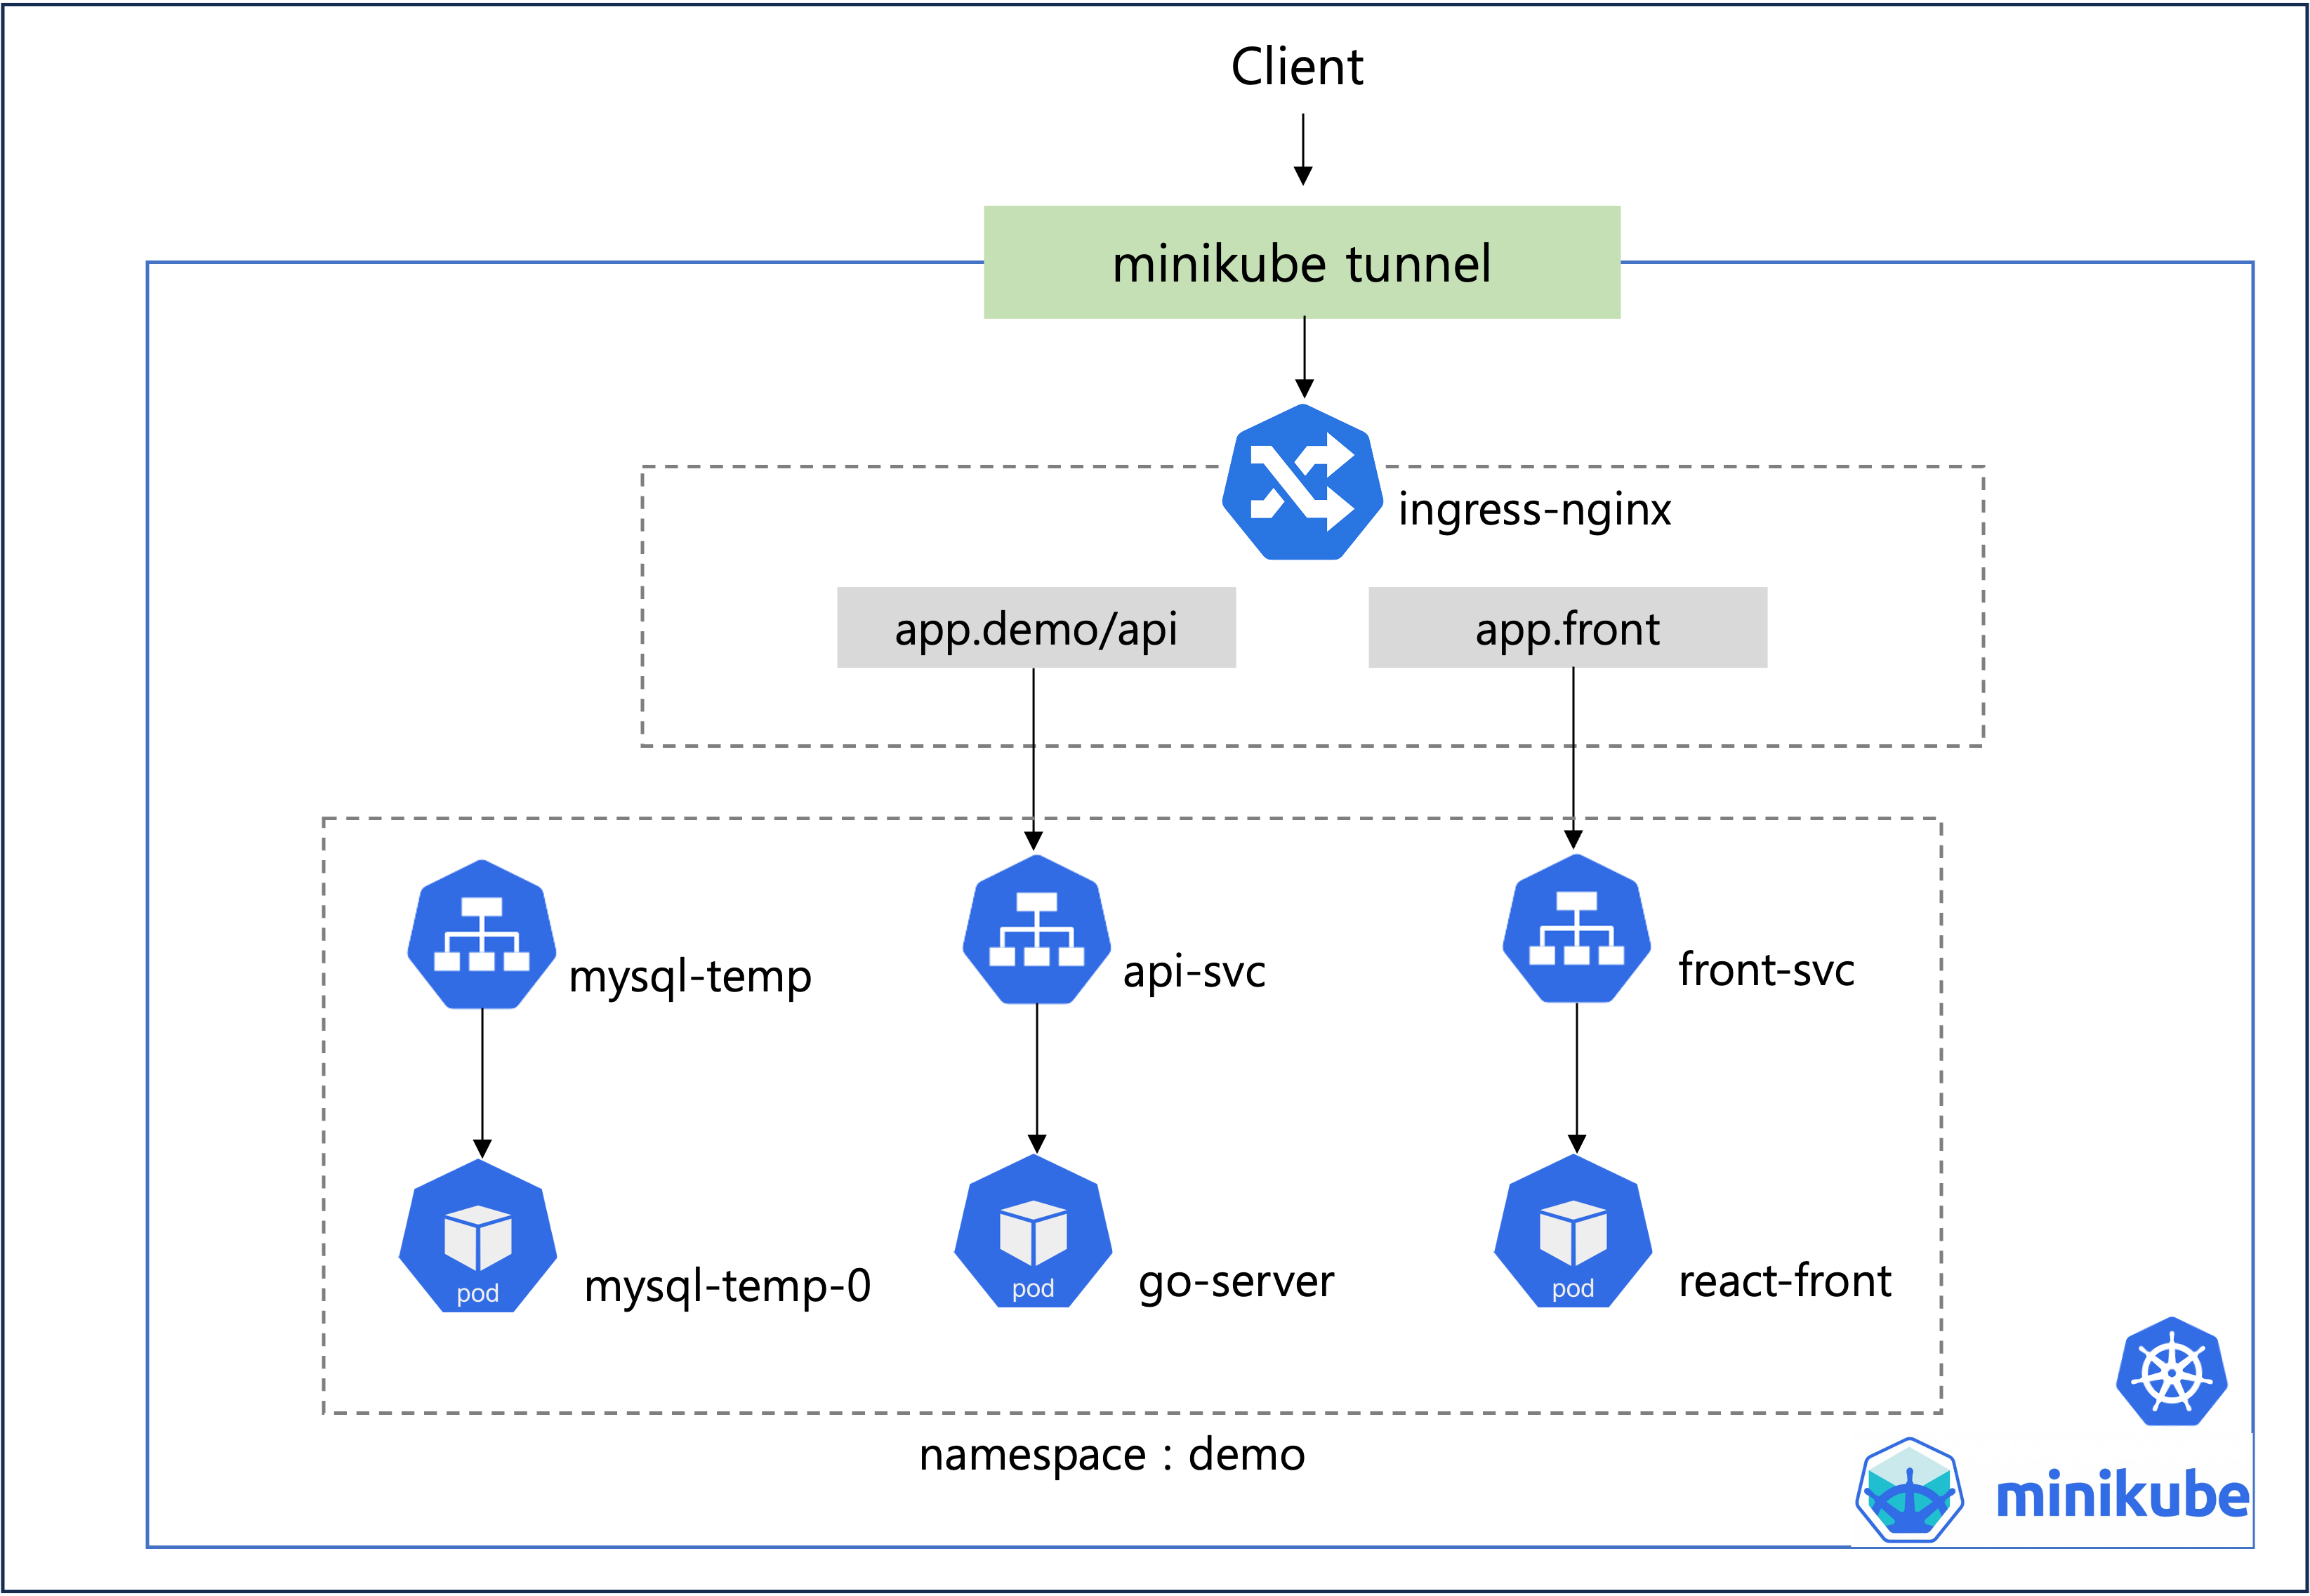 Client
minikube tunnel
ingress-nginx
app.demo/api
app.front
mysql-temp
api-svc
front-svc
mysql-temp-0
go-server
react-front
pod
pod
pod
namespace : demo
minikube